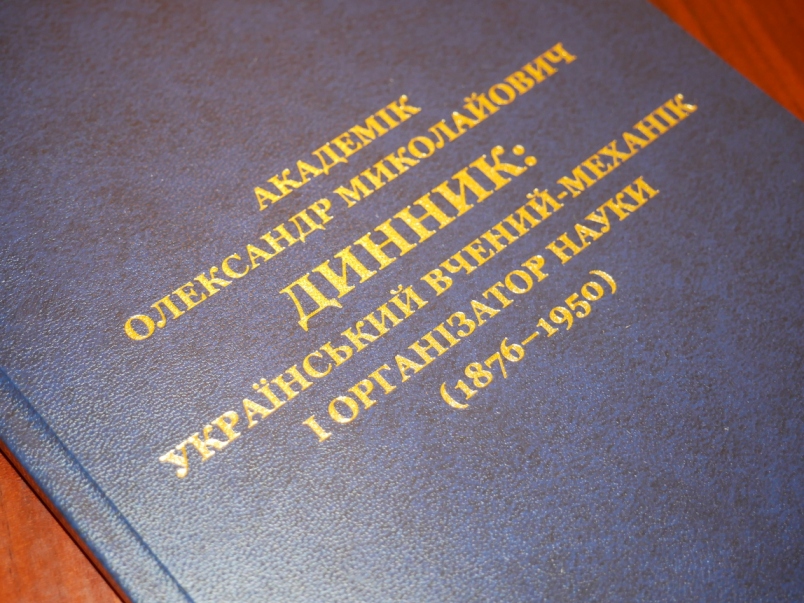 АКАДЕМІК
ОЛЕКСАНДР МИКОЛАЙОВИЧ
ДИННИК:
УКРАЇНСЬКИЙ ВЧЕНИЙ-МЕХАНІК
І ОРГАНІЗАТОР НАУКИ
(1876–1950)